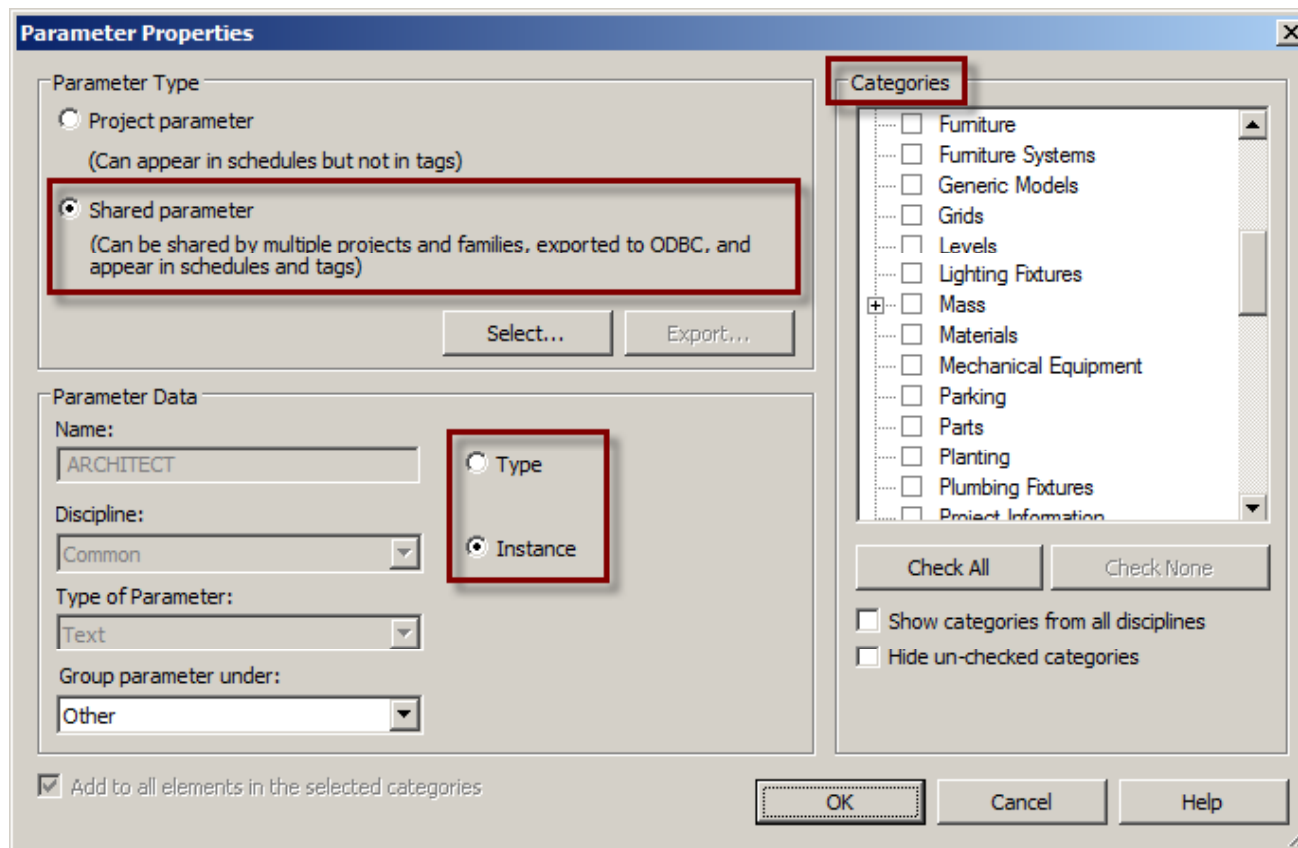 Parameter Properties
Parameter Type
Project parameter
(Can appear in schedules but not in tags)
Shared parameter
(Can be shared by multiple projects and families, exported to ODBC, and
appear in schedules and tags)
Select...
Export...
Parameter Data
Name:
ARCHITECT
Type
Discipline:
Common
Instance
Type of Parameter:
Text
Group parameter under:
Other
Add to all elements in the selected categories
Categories
Furniture
Furniture Systems
Generic Models
Grids
Levels
Lighting Fixtures
Mass
Materials
Mechanical Equipment
Parking
Parts
Planting
Plumbing Fixtures
Project Information
Check All
Check None
Show categories from all disciplines
Hide un-checked categories
OK
Cancel
Help